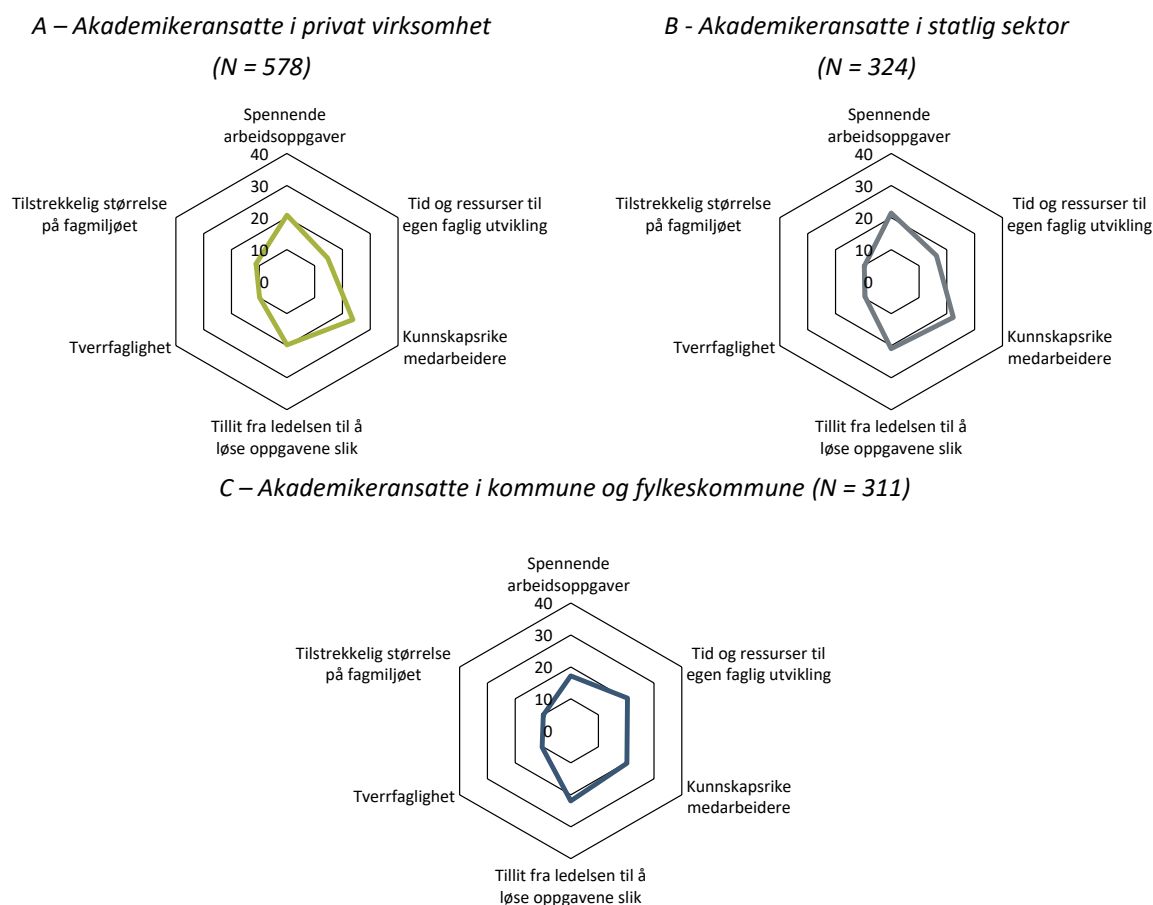 A – Akademikeransatte i privat virksomhet
(N = 578)
Spennende
arbeidsoppgaver
40
30
20
10
0
Tid og ressurser til
egen faglig utvikling
Kunnskapsrike
medarbeidere
Tillit fra ledelsen til å
løse oppgavene slik
Tverrfaglighet
Tilstrekkelig størrelse
på fagmiljøet
B - Akademikeransatte i statlig sektor
(N = 324)
Spennende
arbeidsoppgaver
40
30
20
10
0
Tid og ressurser til
egen faglig utvikling
Kunnskapsrike
medarbeidere
Tillit fra ledelsen til å
løse oppgavene slik
Tverrfaglighet
Tilstrekkelig størrelse
på fagmiljøet
C – Akademikeransatte i kommune og fylkeskommune (N = 311)
Spennende
arbeidsoppgaver
40
30
20
10
0
Tid og ressurser til
egen faglig utvikling
Kunnskapsrike
medarbeidere
Tillit fra ledelsen til å
løse oppgavene slik
Tverrfaglighet
Tilstrekkelig størrelse
på fagmiljøet